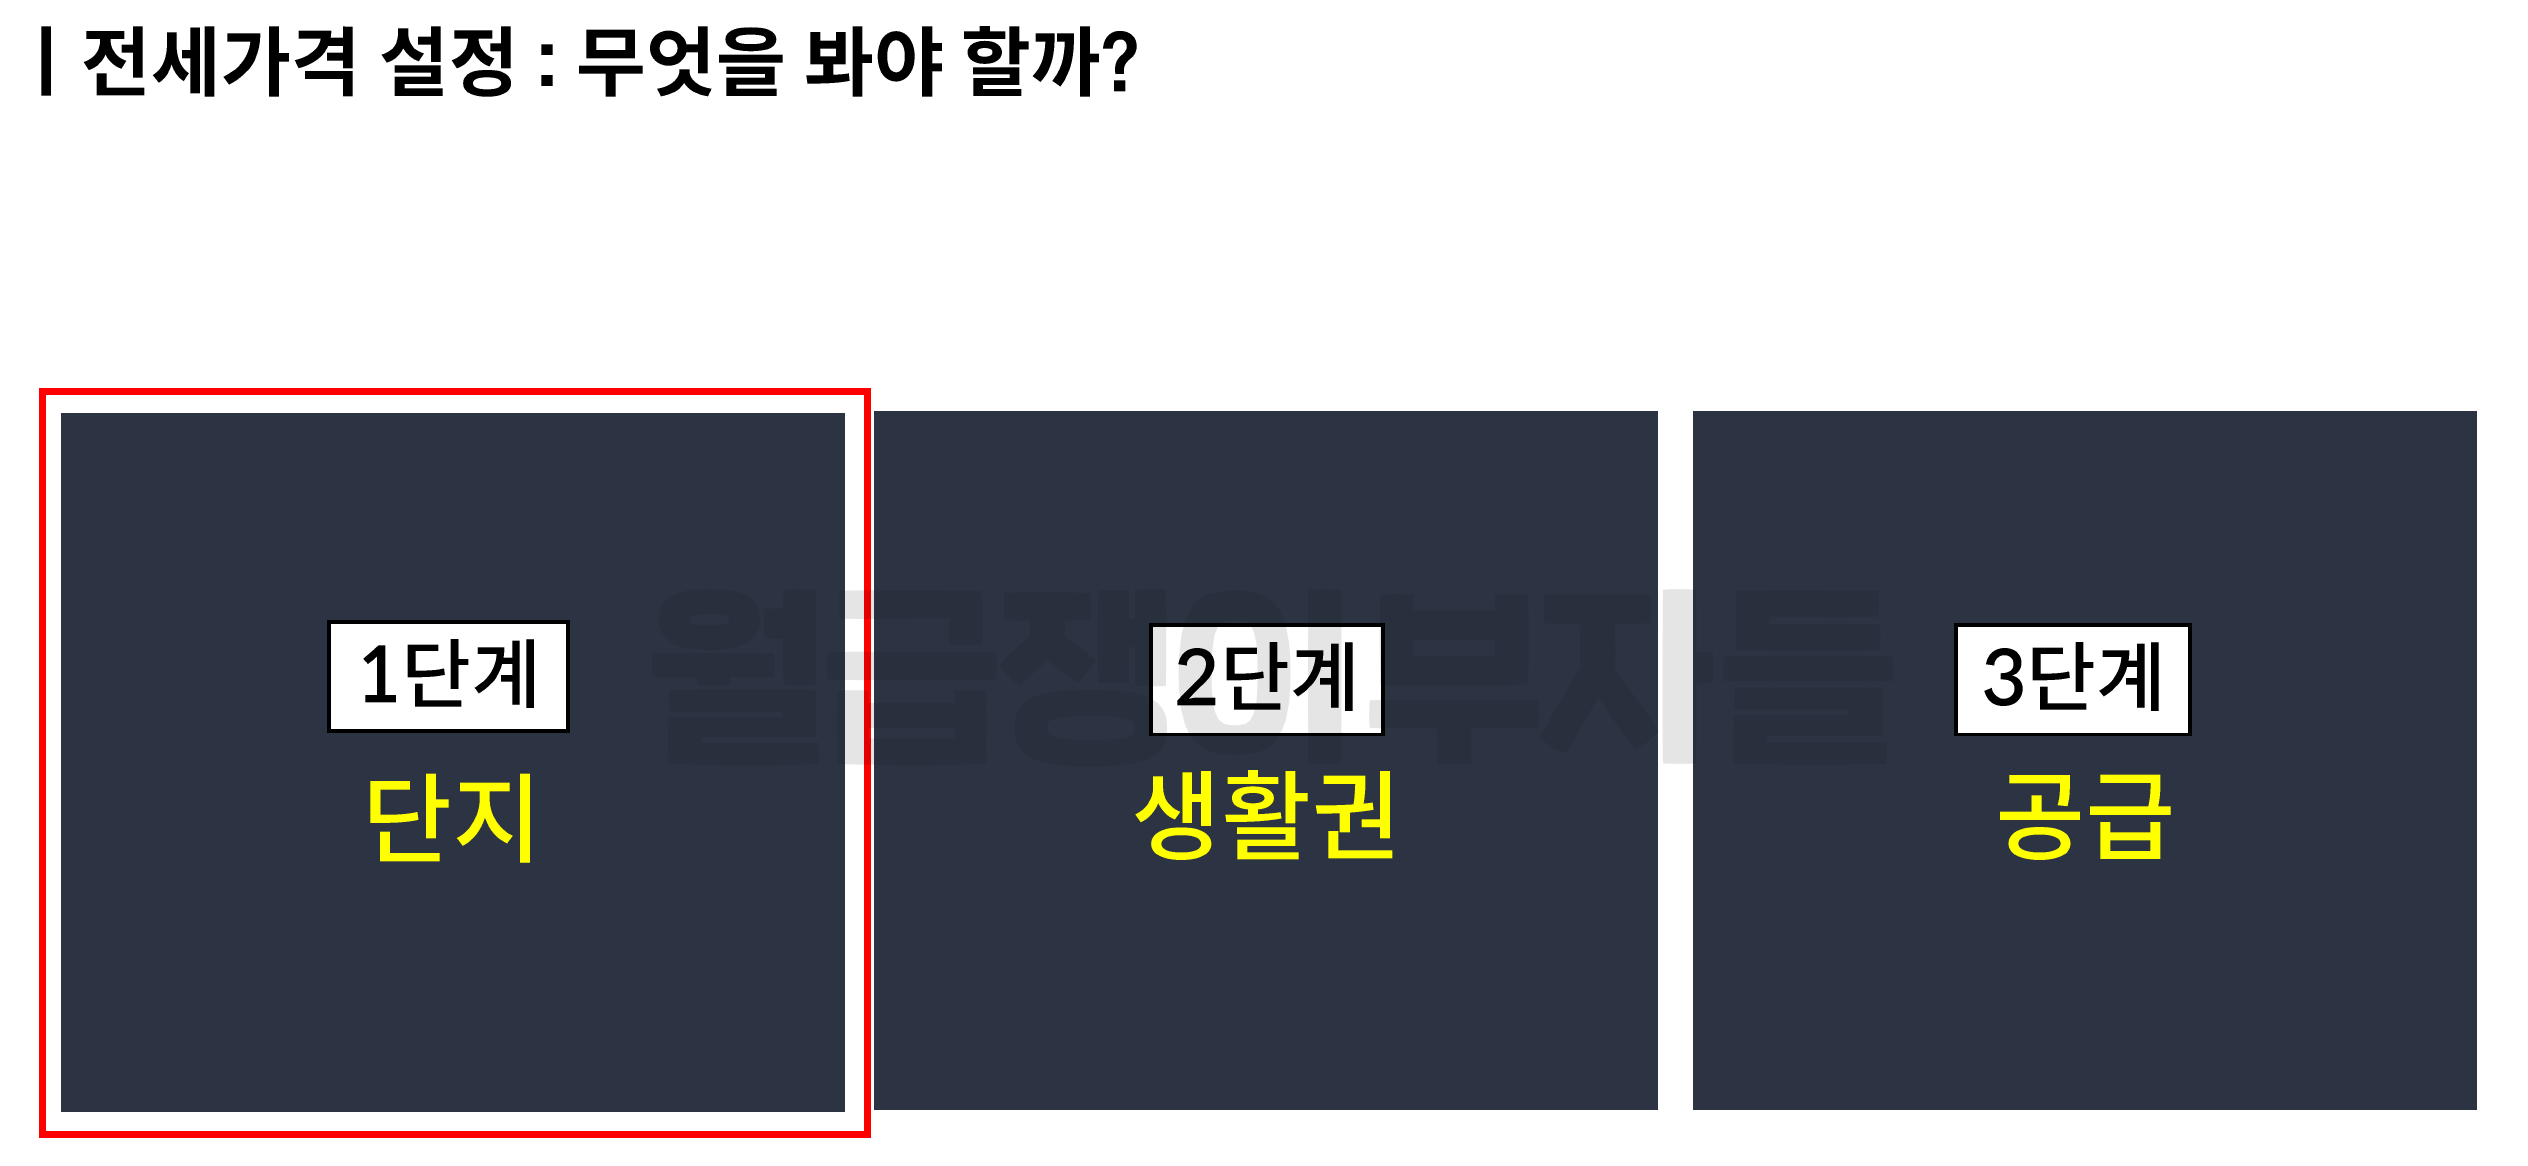 | 전세가격 설정 : 무엇을 봐야 할까?
1단계
단지
2단계
생활권
3단계
공급
월급쟁이부자들